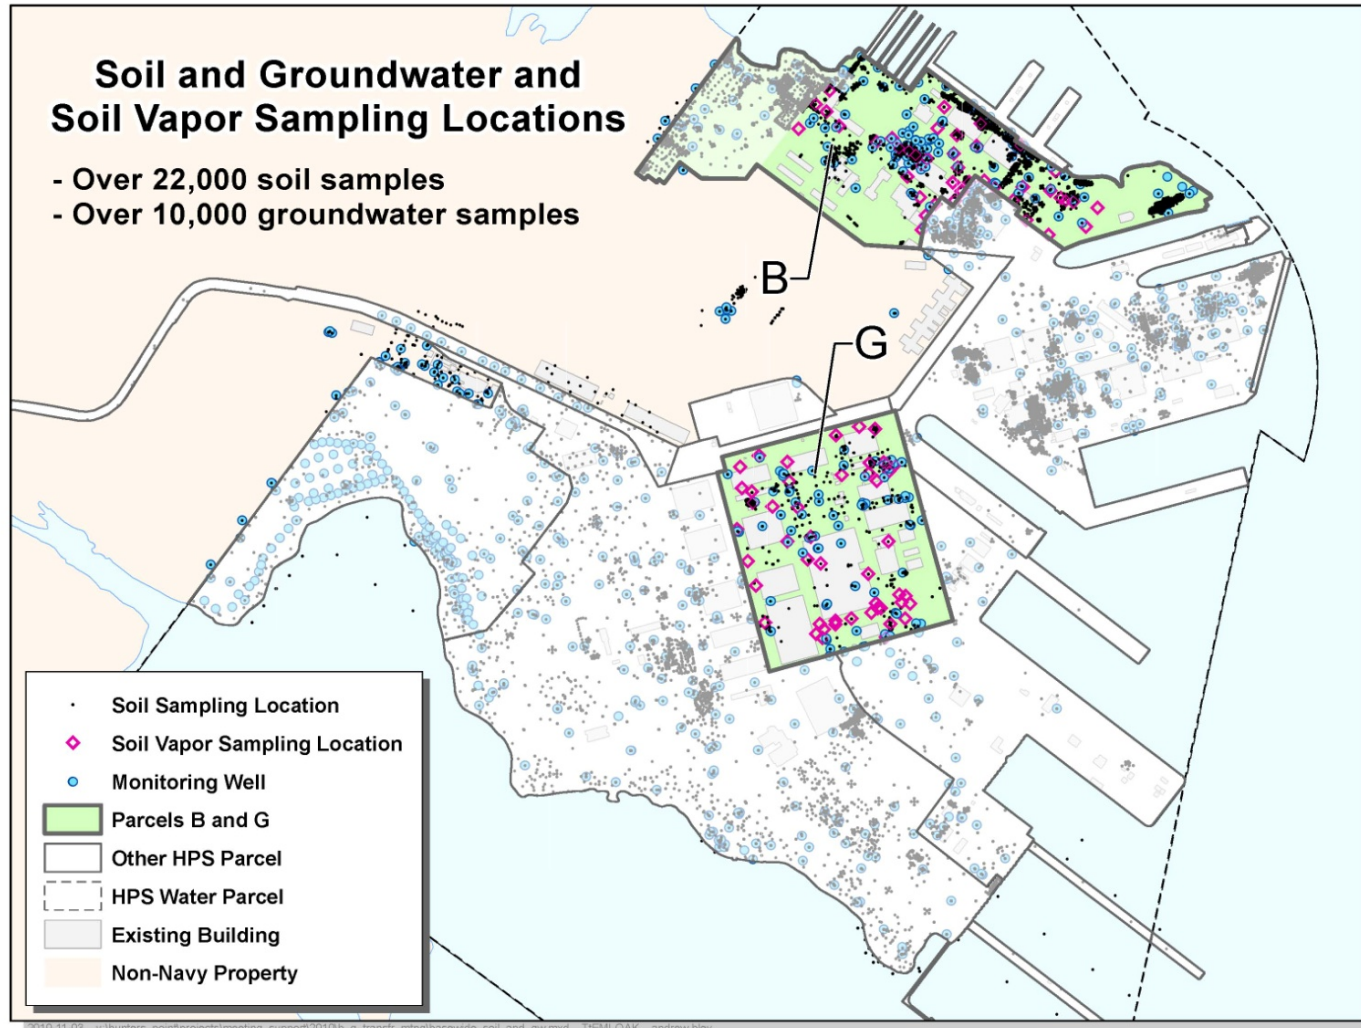 Soil and Groundwater and
Soil Vapor Sampling Locations
- Over 22,000 soil samples
- Over 10,000 groundwater samples
B
G
Soil Sampling Location
Soil Vapor Sampling Location
Monitoring Well
Parcels B and G
Other HPS Parcel
HPS Water Parcel
Existing Building
Non-Navy Property